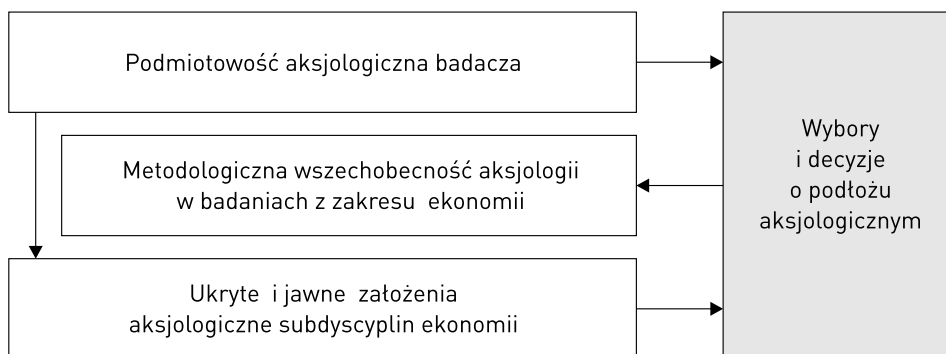 Podmiotowość aksjologiczna badacza
Metodologiczna wszechobecność aksjologii
w badaniach z zakresu ekonomii
Ukryte i jawne założenia
aksjologiczne subdyscyplin ekonomii
Wybory
i decyzje
o podłożu
aksjologicznym